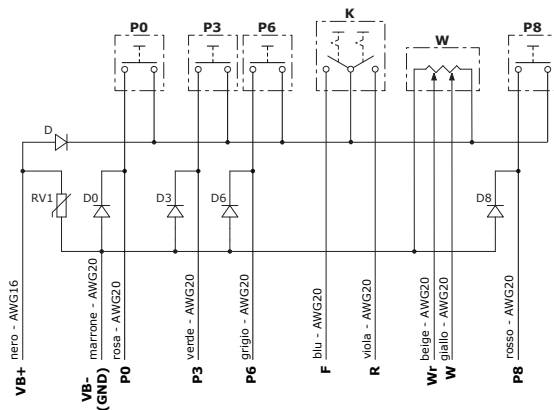 P0
P3
P6
K
W
P8
D
RV1
D0
D3
D6
D8
nero - AWG16
marrone - AWG20
rosa - AWG20
verde - AWG20
grigio - AWG20
blu - AWG20
viola - AWG20
beige - AWG20
giallo - AWG20
rosso - AWG20
VB+
VB-
(GND)
P0
P3
P6
F
R
Wr
W
P8